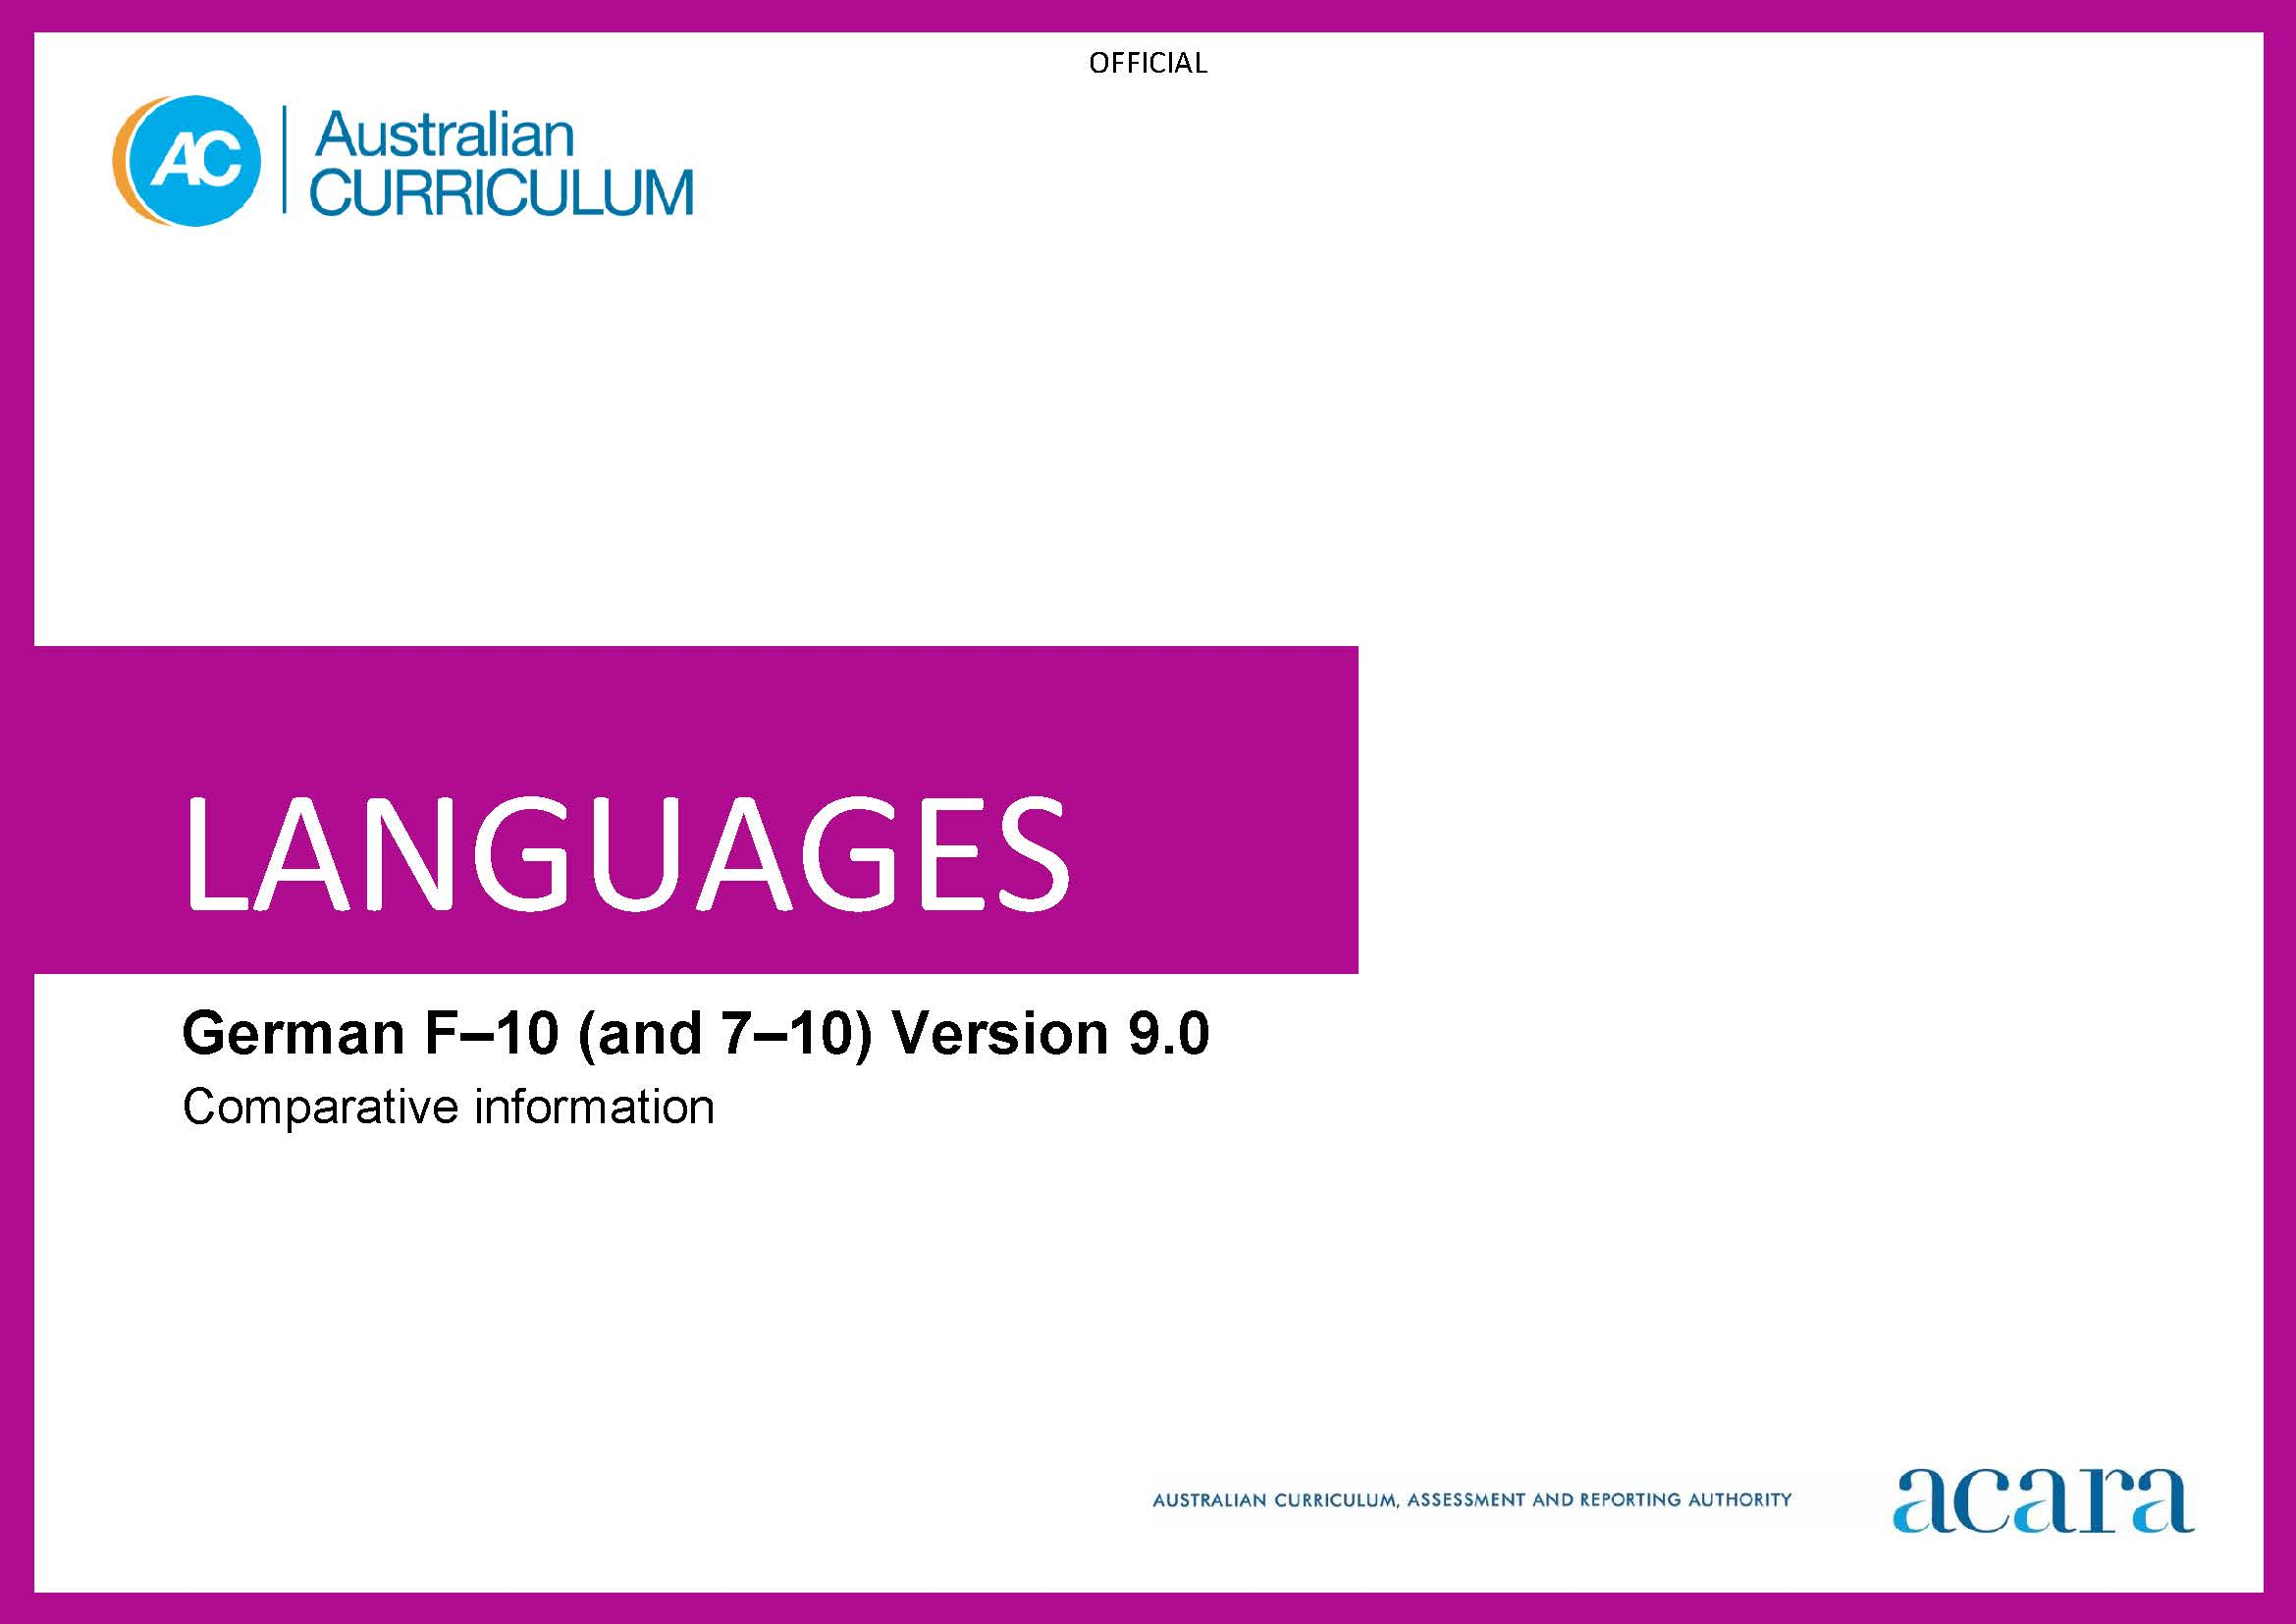 OFFICIAL
AC
Australian
CURRICULUM
LANGUAGES
German F–10 (and 7–10) Version 9.0
Comparative information
AUSTRALIAN CURRICULUM, ASSESSMENT AND REPORTING AUTHORITY
acara